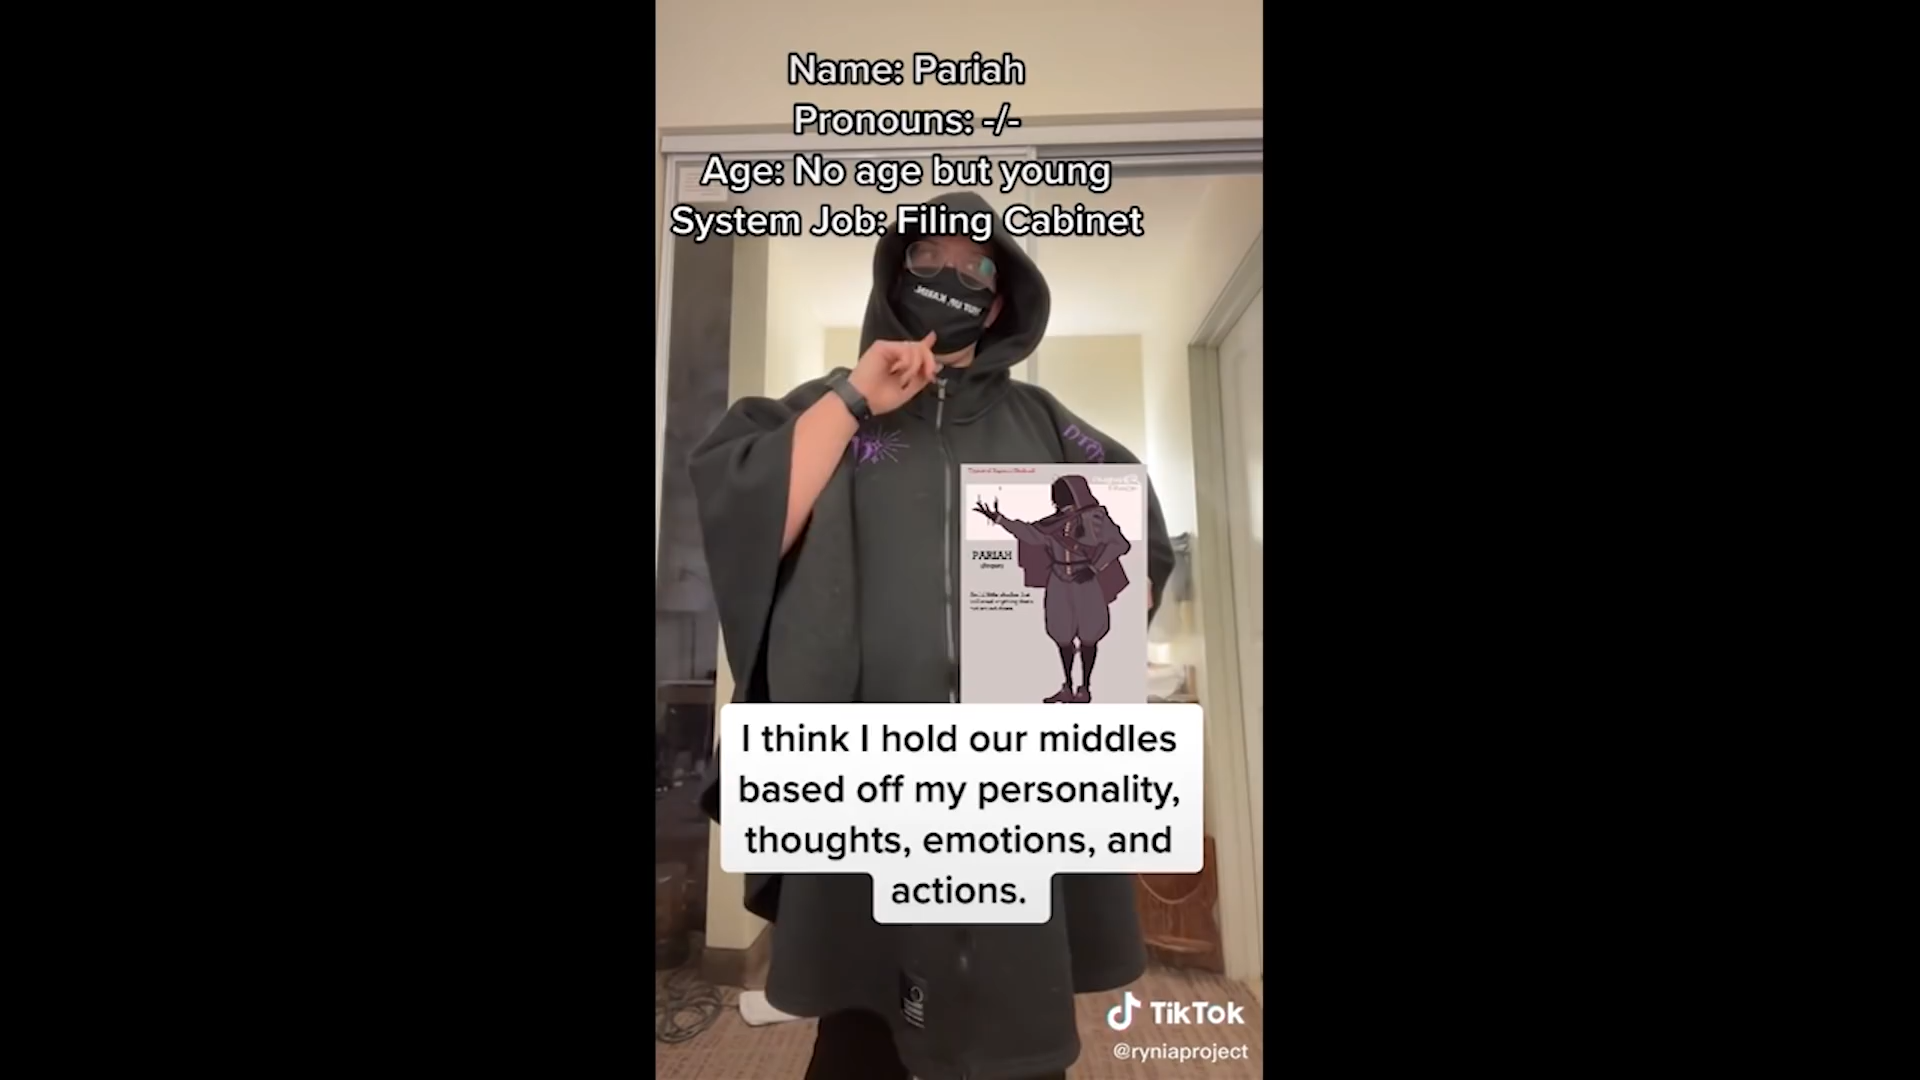 Name: Pariah
Pronouns: -/-
Age: No age but young
System Job: Filing Cabinet
PARIAH
I think I hold our middles
based off my personality,
thoughts, emotions, and
actions.
TikTok
@ryniaproject